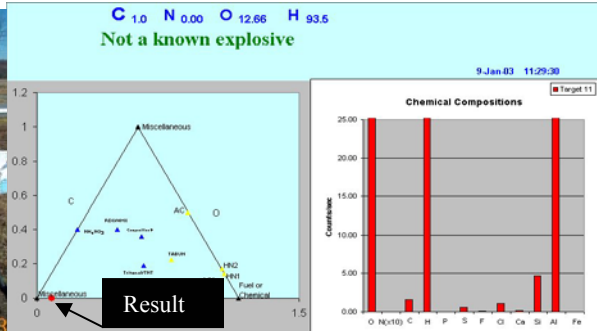 C 1.0 N 0.00 O 12.66 H 93.5
Not a known explosive
9-Jan-03 11:29:30
1.2
1
0.8
0.6
0.4
0.2
0
0
1.5
Miscellaneous
C
O
AC
HN2
HN1
Fuel or
Chemical
Miscellaneous
Result
Target 11
Chemical Compositions
Counts/sec
25.00
20.00
15.00
10.00
5.00
0.00
O N(x10) C H P S F Cl Ca Si Al Fe